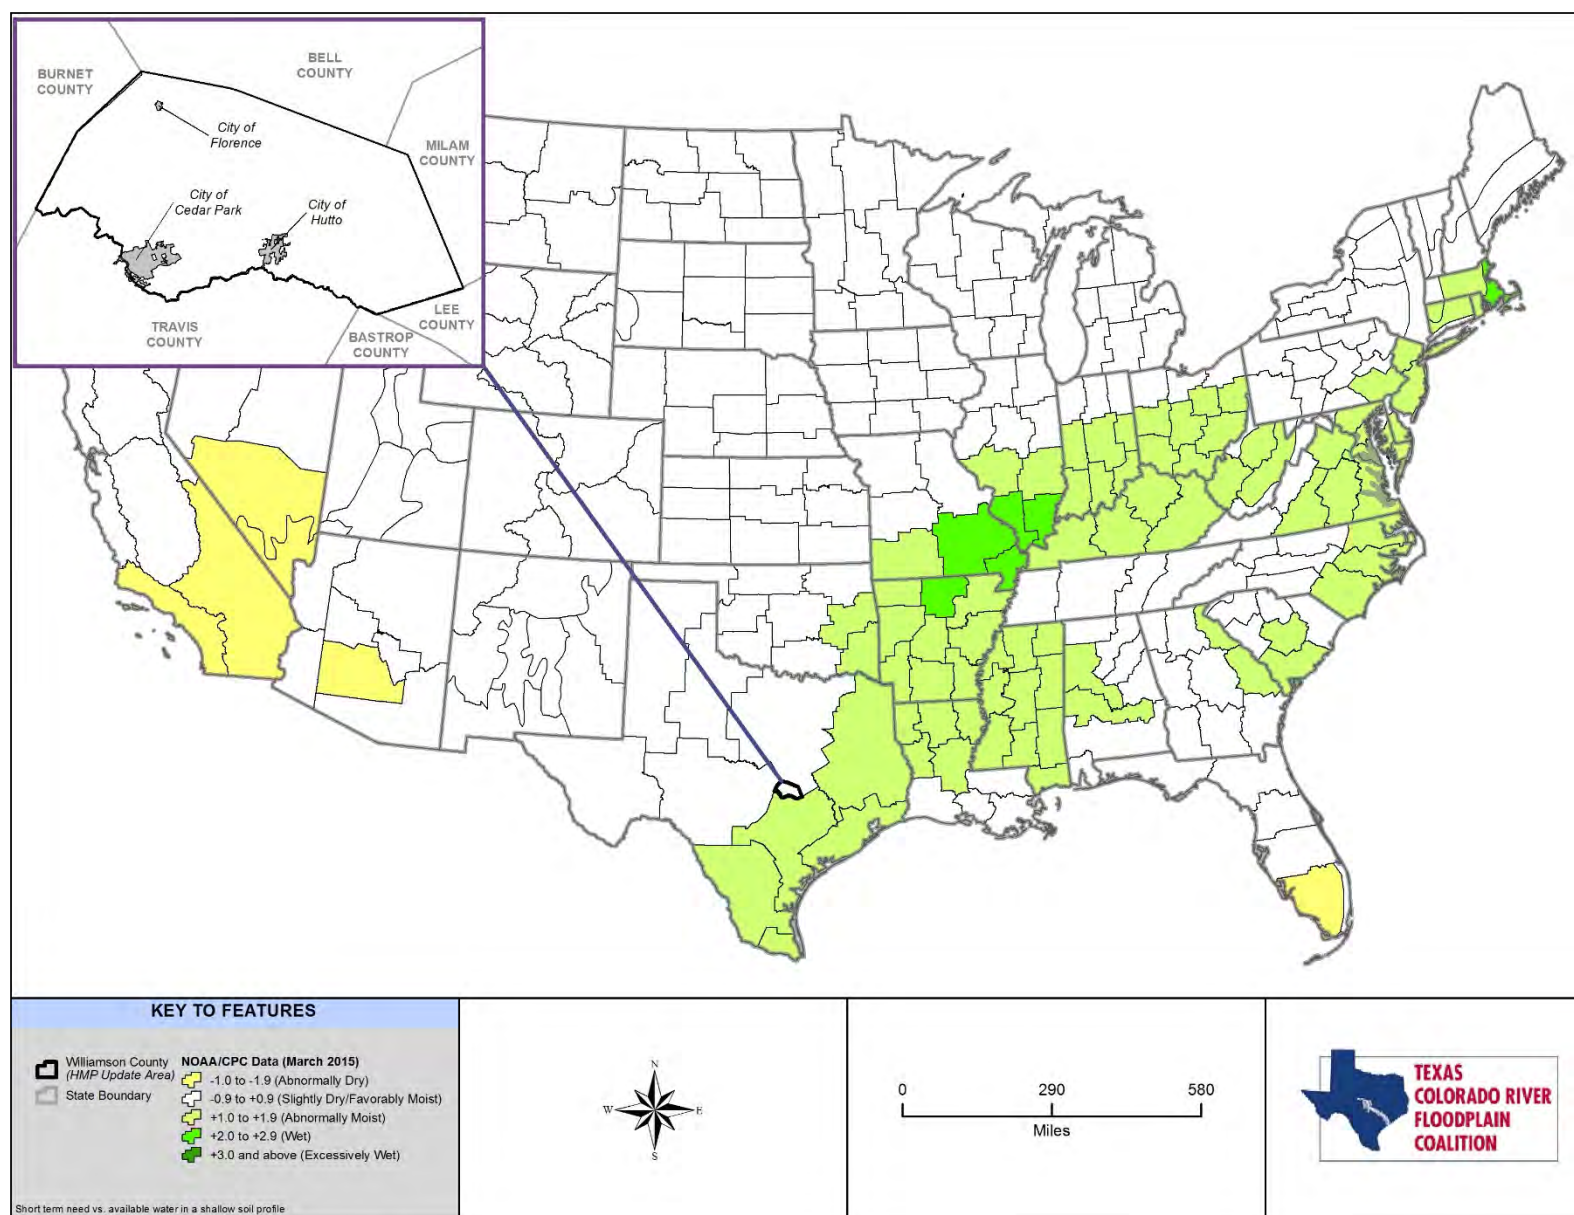 BURNET
COUNTY
BELL
COUNTY
City of
Florence
MILAM
COUNTY
City of
Cedar Park
City of
Hutto
LEE
COUNTY
TRAVIS
COUNTY
BASTROP
COUNTY
KEY TO FEATURES
Williamson County
(HMP Update Area)
State Boundary
NOAA/CPC Data (March 2015)
-1.0 to -1.9 (Abnormally Dry)
-0.9 to +0.9 (Slightly Dry/Favorably Moist)
+1.0 to +1.9 (Abnormally Moist)
+2.0 to +2.9 (Wet)
+3.0 and above (Excessively Wet)
Short term need vs. available water in a shallow soil profile
N
W
E
S
0 290 580
Miles
TEXAS
COLORADO RIVER
FLOODPLAIN
COALITION